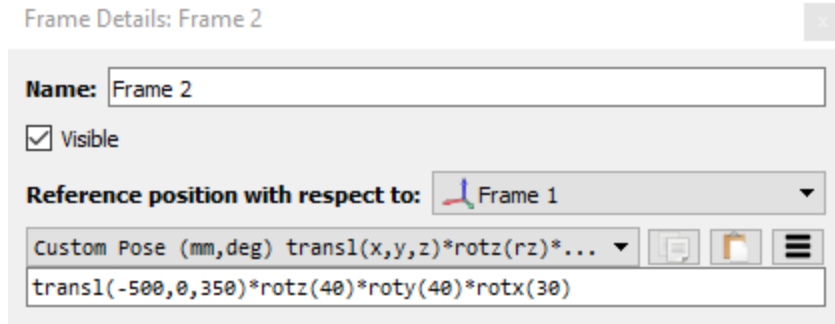 Frame Details: Frame 2
Name: Frame 2
Visible
Reference position with respect to: Frame 1
Custom Pose (mm,deg) transl(x,y,z)*rotz(rz)*...
transl(-500,0,350)*rotz(40)*roty(40)*rotx(30)